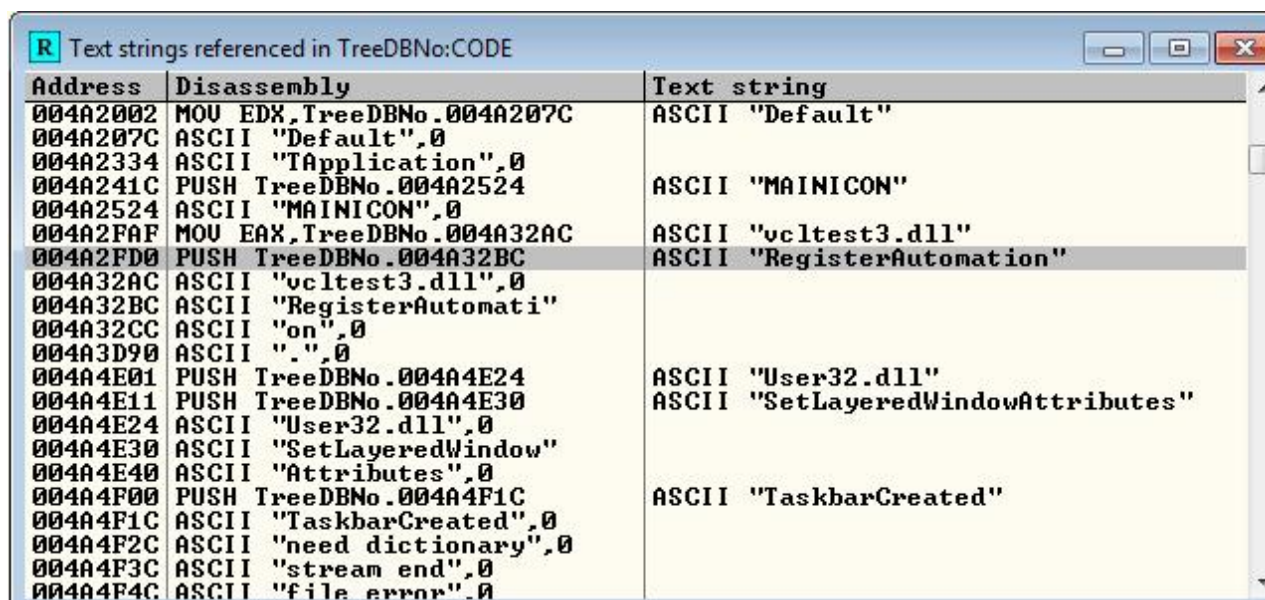 R Text strings referenced in TreeDBNo:CODE
Address Disassembly Text string
004A2002 MOV EDX,TreeDBNo.004A207C ASCII "Default"
004A207C ASCII "Default",0
004A2334 ASCII "TApplication",0
004A241C PUSH TreeDBNo.004A2524 ASCII "MAINICON"
004A2524 ASCII "MAINICON",0
004A2FAF MOV EAX,TreeDBNo.004A32AC ASCII "vcltest3.dll"
004A2FD0 PUSH TreeDBNo.004A32BC ASCII "RegisterAutomation"
004A32AC ASCII "vcltest3.dll",0
004A32BC ASCII "RegisterAutomati"
004A32CC ASCII "on",0
004A3D90 ASCII ".",0
004A4E01 PUSH TreeDBNo.004A4E24 ASCII "User32.dll"
004A4E11 PUSH TreeDBNo.004A4E30 ASCII "SetLayeredWindowAttributes"
004A4E24 ASCII "User32.dll",0
004A4E30 ASCII "SetLayeredWindow"
004A4E40 ASCII "Attributes",0
004A4F00 PUSH TreeDBNo.004A4F1C ASCII "TaskbarCreated"
004A4F1C ASCII "TaskbarCreated",0
004A4F2C ASCII "need dictionary",0
004A4F3C ASCII "stream end",0
004A4F4C ASCII "file error",0